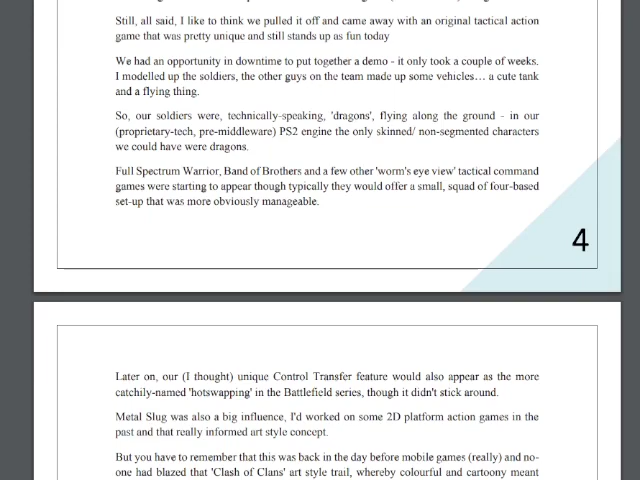 Still, all said, I like to think we pulled it off and came away with an original tactical action
game that was pretty unique and still stands up as fun today
We had an opportunity in downtime to put together a demo - it only took a couple of weeks.
I modelled up the soldiers, the other guys on the team made up some vehicles… a cute tank
and a flying thing.
So, our soldiers were, technically-speaking, 'dragons', flying along the ground - in our
(proprietary-tech, pre-middleware) PS2 engine the only skinned/ non-segmented characters
we could have were dragons.
Full Spectrum Warrior, Band of Brothers and a few other 'worm's eye view' tactical command
games were starting to appear though typically they would offer a small, squad of four-based
set-up that was more obviously manageable.
4
Later on, our (I thought) unique Control Transfer feature would also appear as the more
catchily-named 'hotswapping' in the Battlefield series, though it didn't stick around.
Metal Slug was also a big influence, I'd worked on some 2D platform action games in the
past and that really informed art style concept.
But you have to remember that this was back in the day before mobile games (really) and no-
one had blazed that 'Clash of Clans' art style trail, whereby colourful and cartoony meant